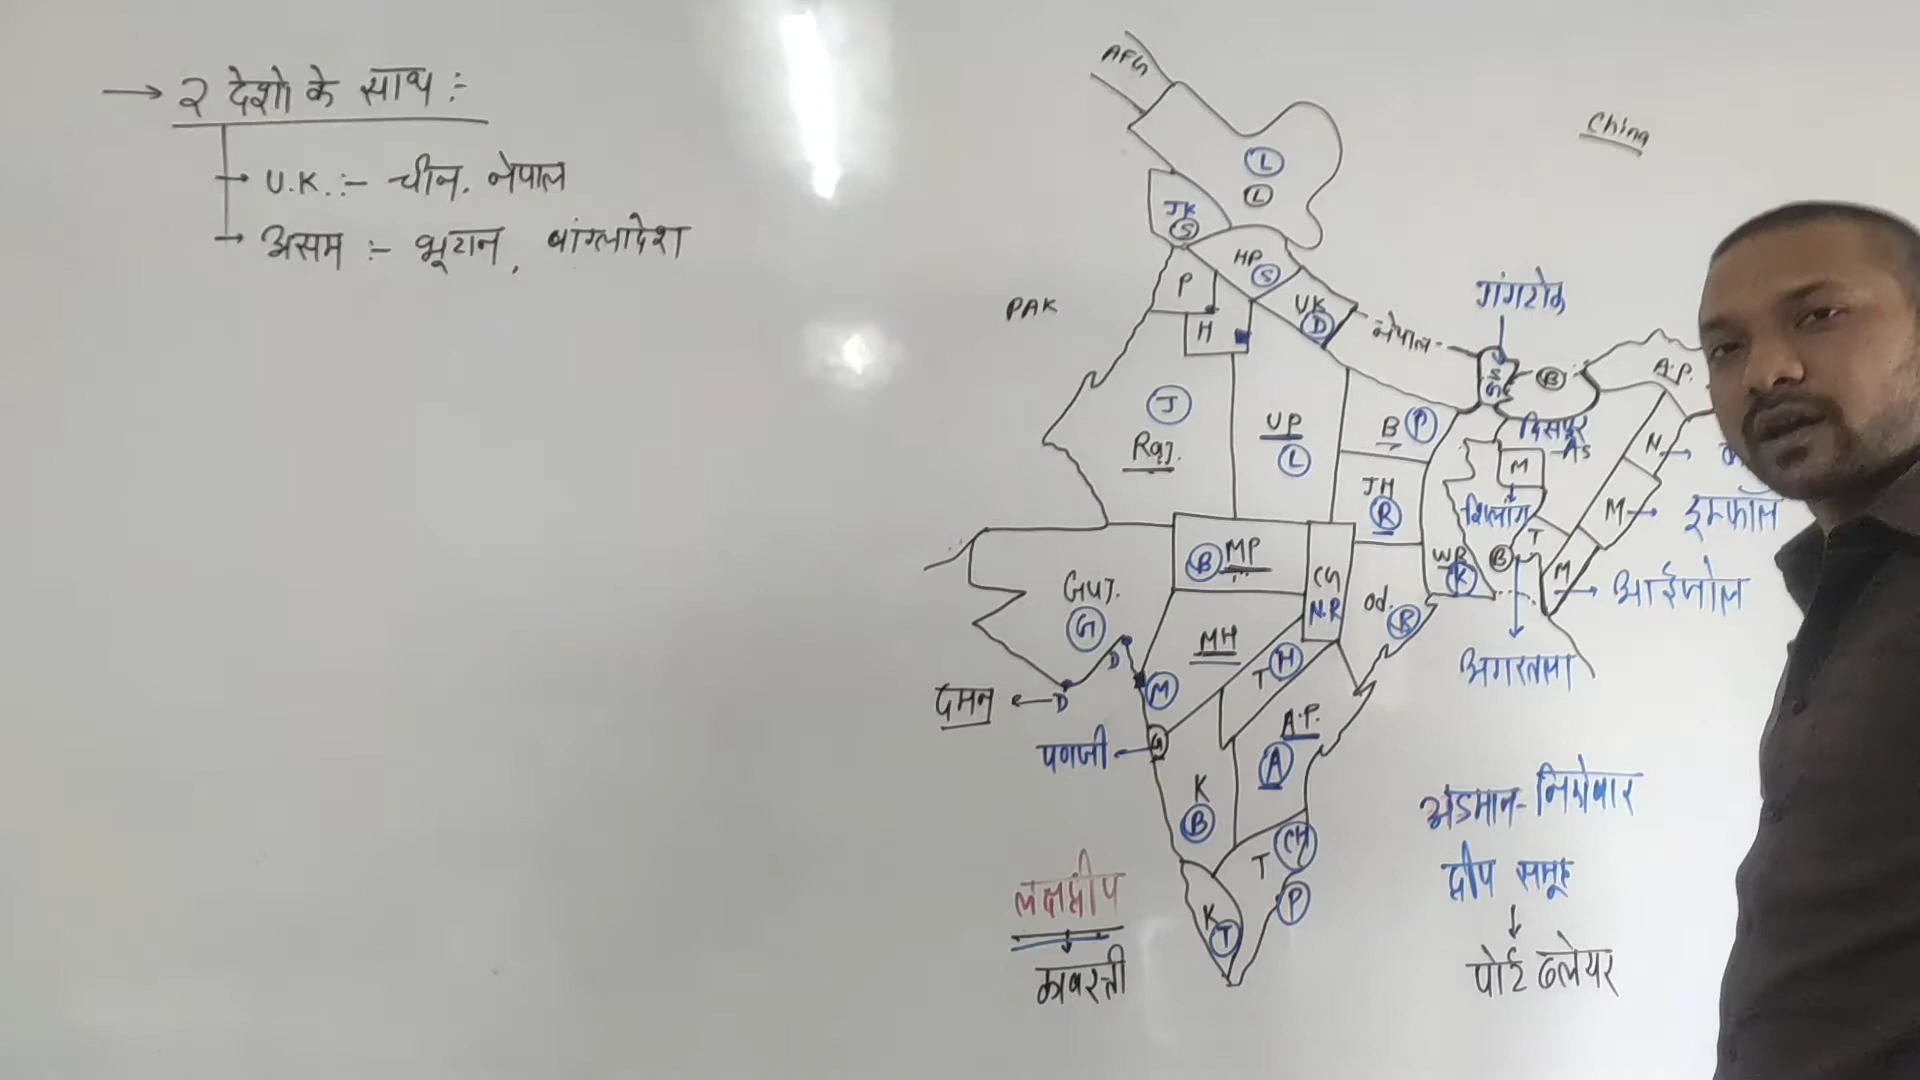 → २ देशो के साथ :-
→ U.K. :- चीन, नेपाल
→ असम :- भूटान, बांग्लादेश
AFG
China
L
L
JK
S
HP
S
PAK
P
UK
D
नेपाल
गंगटोक
H
S
G
B
A.P.
J
Raj.
UP
L
B
P
दिसपुर
As
M
N →
JH
R
शिलांग
M → इम्फाल
T
B MP
CG
N.R
WB
K
B
M → आईजोल
Guj.
G
Od.
R
MH
T H
अगरतला
D
दमन ← D
M
A.P.
A
पणजी
G
K
B
अंडमान-निकोबार
द्वीप समूह
↓
पोर्ट ब्लेयर
T
CH
P
लक्षद्वीप
↓
कावरत्ती
K
T